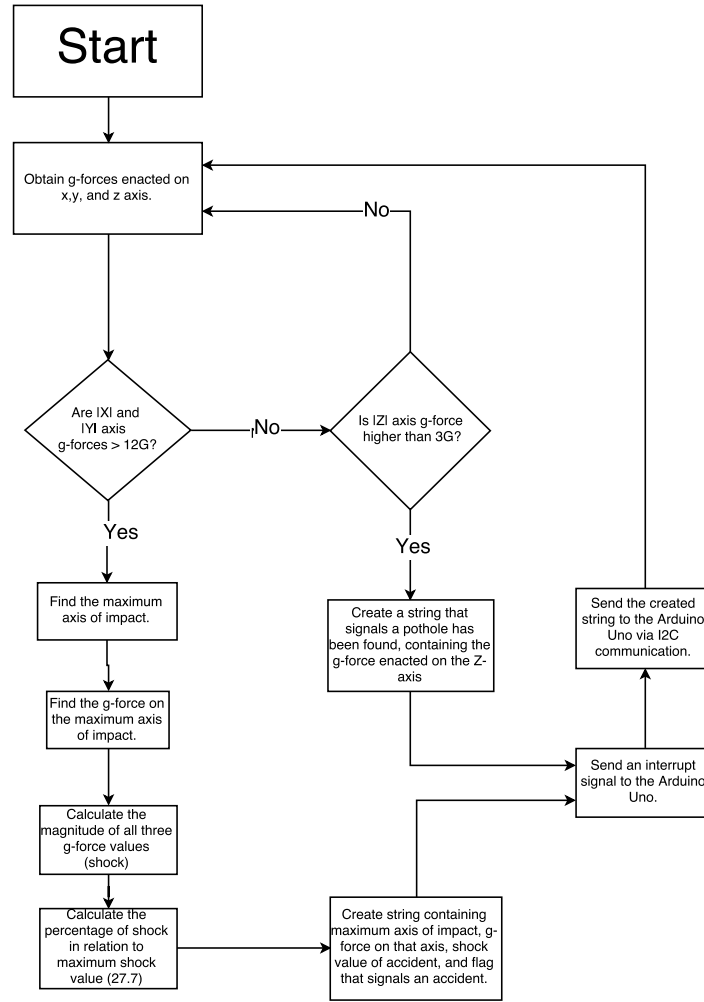 Start
Obtain g-forces enacted on
x,y, and z axis.
No
Are |X| and
|Y| axis
g-forces > 12G?
No
Is |Z| axis g-force
higher than 3G?
Yes
Yes
Find the maximum
axis of impact.
Create a string that
signals a pothole has
been found, containing the
g-force enacted on the Z-
axis
Send the created
string to the Arduino
Uno via I2C
communication.
Find the g-force on
the maximum axis
of impact.
Send an interrupt
signal to the Arduino
Uno.
Calculate the
magnitude of all three
g-force values
(shock)
Calculate the
percentage of shock
in relation to
maximum shock
value (27.7)
Create string containing
maximum axis of impact, g-
force on that axis, shock
value of accident, and flag
that signals an accident.